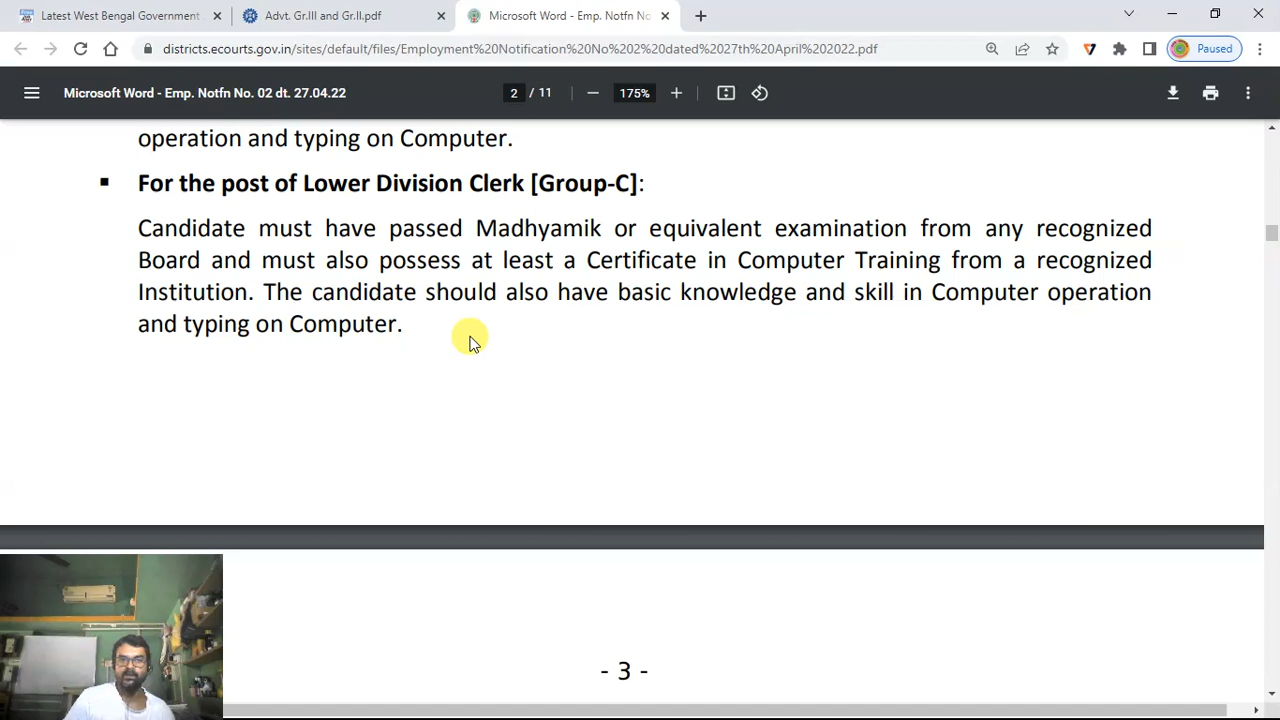 Latest West Bengal Government
Advt. Gr.III and Gr.II.pdf
Microsoft Word - Emp. Notfn No
districts.ecourts.gov.in/sites/default/files/Employment%20Notification%20No%202%20dated%2027th%20April%202022.pdf
Paused
Microsoft Word - Emp. Notfn No. 02 dt. 27.04.22
2 / 11
175%
operation and typing on Computer.
▪ For the post of Lower Division Clerk [Group-C]:
Candidate must have passed Madhyamik or equivalent examination from any recognized
Board and must also possess at least a Certificate in Computer Training from a recognized
Institution. The candidate should also have basic knowledge and skill in Computer operation
and typing on Computer.
- 3 -